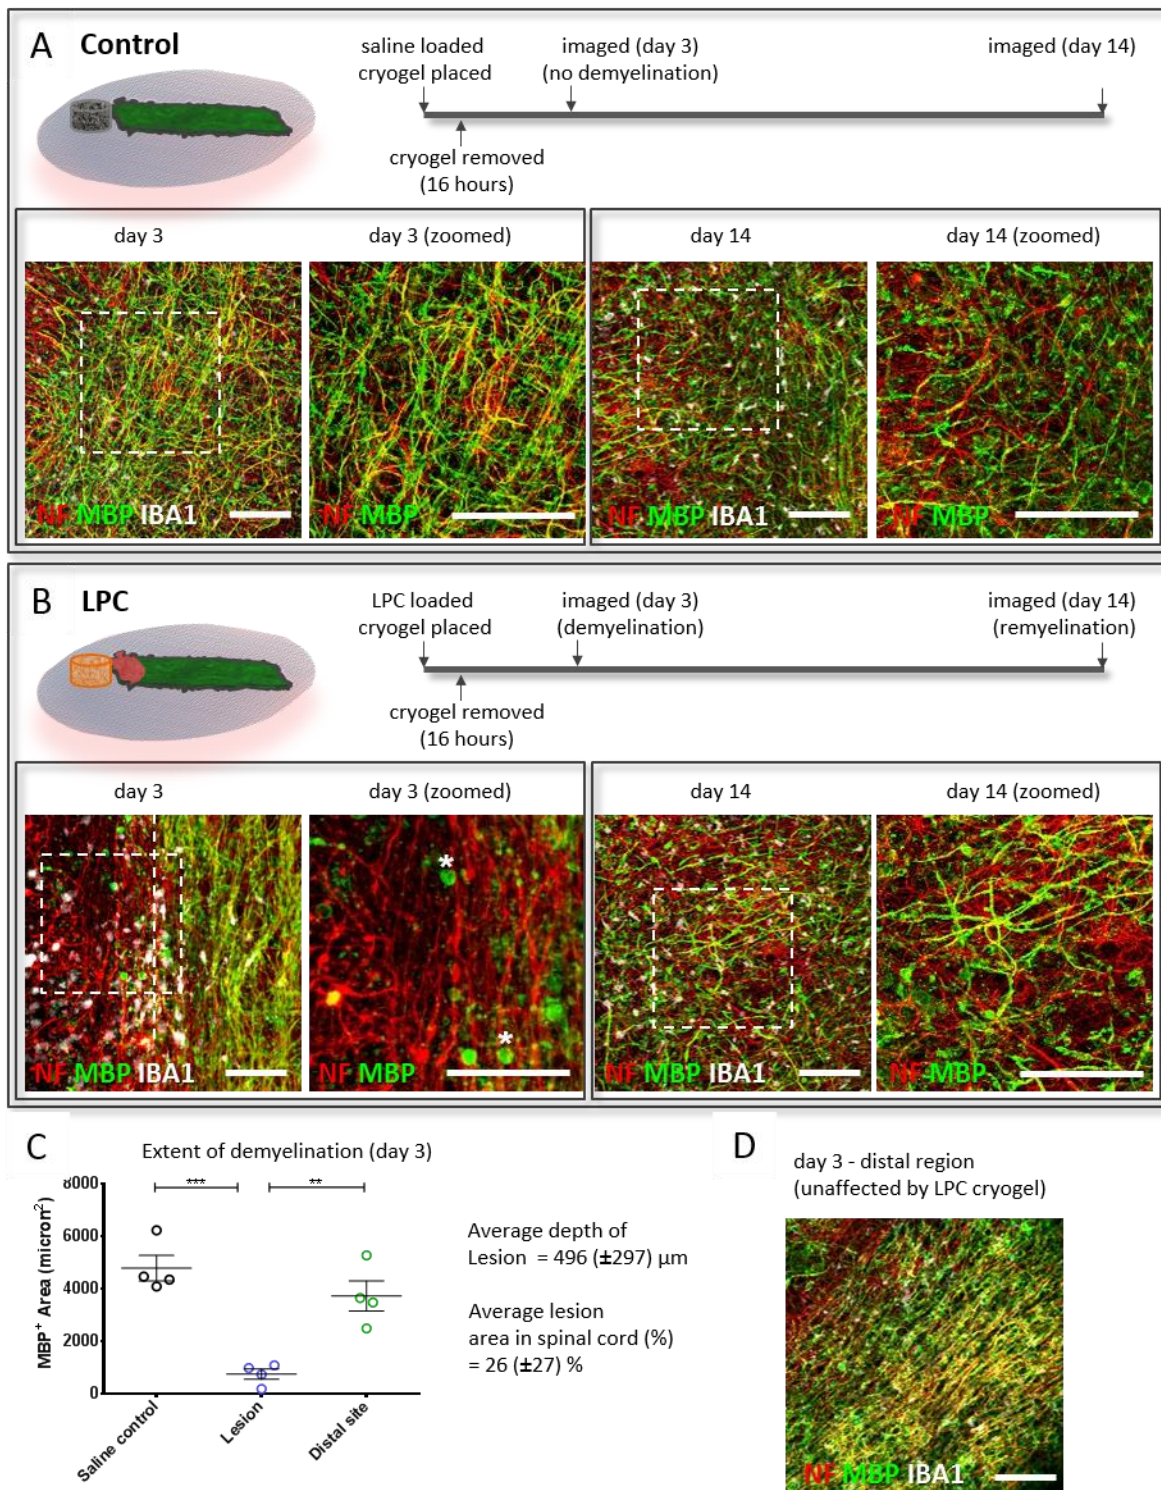 A Control
saline loaded
cryogel placed
imaged (day 3)
(no demyelination)
imaged (day 14)
cryogel removed
(16 hours)
day 3
day 3 (zoomed)
day 14
day 14 (zoomed)
NF MBP IBA1
NF MBP
NF MBP IBA1
NF MBP
B LPC
LPC loaded
cryogel placed
imaged (day 3)
(demyelination)
imaged (day 14)
(remyelination)
cryogel removed
(16 hours)
day 3
day 3 (zoomed)
day 14
day 14 (zoomed)
*
*
NF MBP IBA1
NF MBP
NF MBP IBA1
NF MBP
C
Extent of demyelination (day 3)
MBP⁺ Area (micron²)
8000
6000
4000
2000
0
***
**
Saline control
Lesion
Distal site
Average depth of
Lesion = 496 (±297) μm
Average lesion
area in spinal cord (%)
= 26 (±27) %
D
day 3 - distal region
(unaffected by LPC cryogel)
NF MBP IBA1